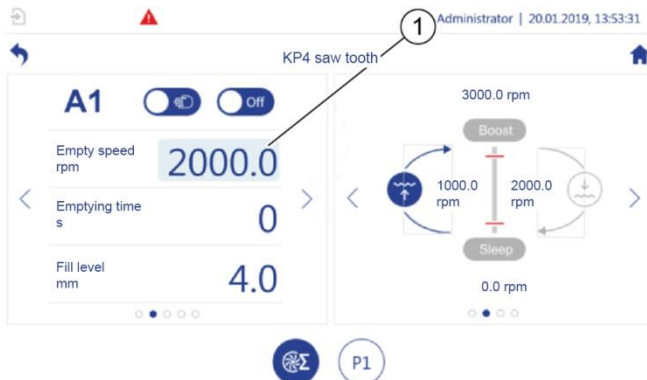 1
Administrator | 20.01.2019, 13:53:31
KP4 saw tooth
A1
Off
Empty speed
rpm
2000.0
Emptying time
s
0
Fill level
mm
4.0
3000.0 rpm
Boost
1000.0
rpm
2000.0
rpm
Sleep
0.0 rpm
Σ
P1